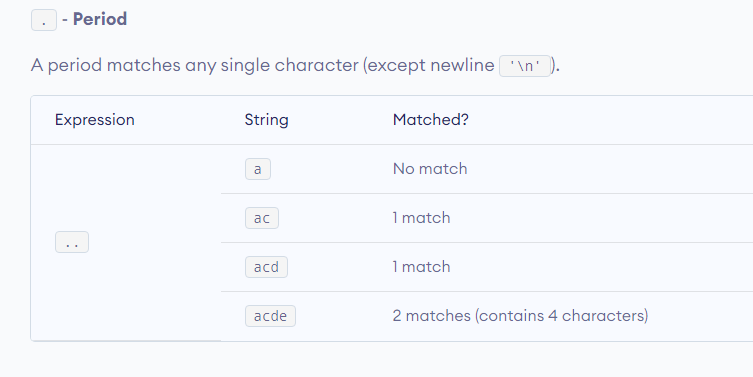 . - Period
A period matches any single character (except newline '\n').
Expression String Matched?
a No match
ac 1 match
..
acd 1 match
acde 2 matches (contains 4 characters)